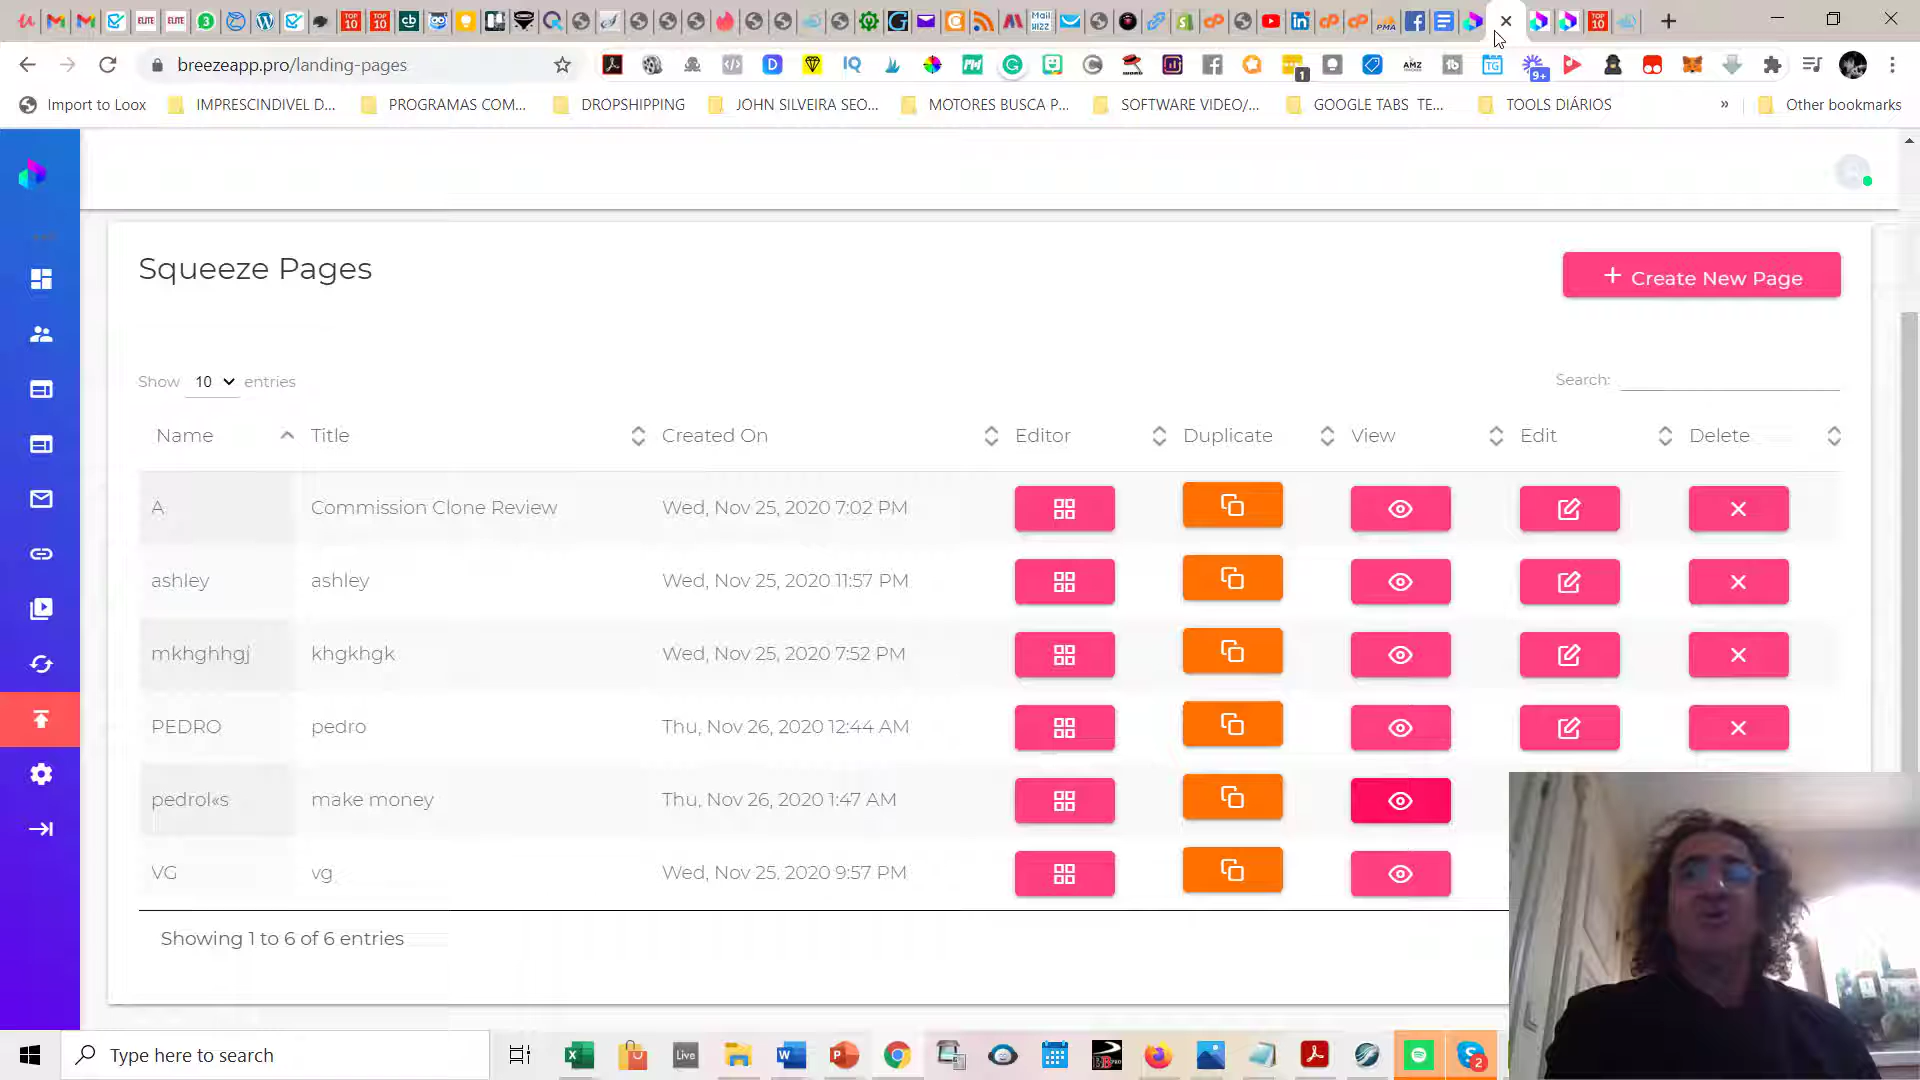 breezeapp.pro/landing-pages
Import to Loox
IMPRESCINDIVEL D...
PROGRAMAS COM...
DROPSHIPPING
JOHN SILVEIRA SEO...
MOTORES BUSCA P...
SOFTWARE VIDEO/...
GOOGLE TABS TE...
TOOLS DIÁRIOS
»
Other bookmarks
Squeeze Pages
+ Create New Page
Show 10 entries
Search:
Name Title Created On Editor Duplicate View Edit Delete
A Commission Clone Review Wed, Nov 25, 2020 7:02 PM
ashley ashley Wed, Nov 25, 2020 11:57 PM
mkhghhgj khgkhgk Wed, Nov 25, 2020 7:52 PM
PEDRO pedro Thu, Nov 26, 2020 12:44 AM
pedrol«s make money Thu, Nov 26, 2020 1:47 AM
VG vg Wed, Nov 25, 2020 9:57 PM
Showing 1 to 6 of 6 entries
Type here to search
Live
2